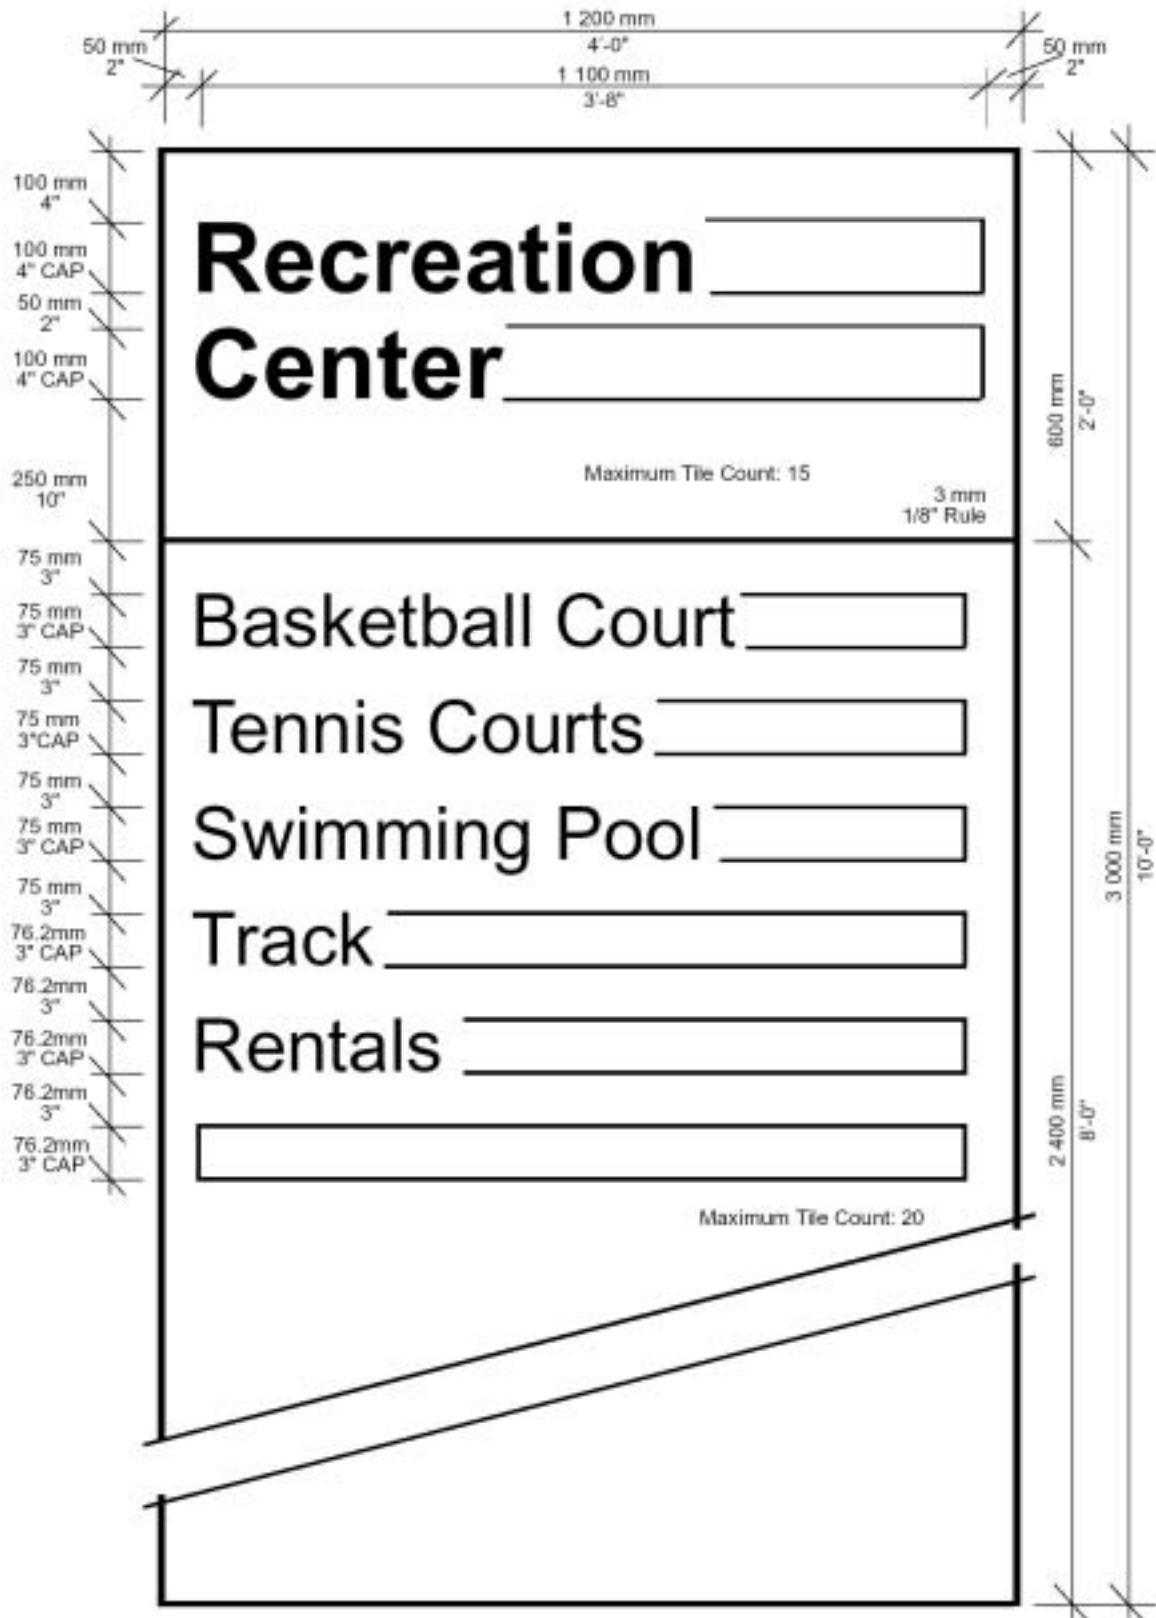 1 200 mm
4'-0"
50 mm
2"
50 mm
2"
1 100 mm
3'-8"
100 mm
4"
100 mm
4" CAP
50 mm
2"
100 mm
4" CAP
250 mm
10"
75 mm
3"
75 mm
3" CAP
75 mm
3"
75 mm
3"CAP
75 mm
3"
75 mm
3" CAP
75 mm
3"
76.2mm
3" CAP
76.2mm
3"
76.2mm
3" CAP
76.2mm
3"
76.2mm
3" CAP
Recreation
Center
Maximum Tile Count: 15
3 mm
1/8" Rule
Basketball Court
Tennis Courts
Swimming Pool
Track
Rentals
Maximum Tile Count: 20
600 mm
2'-0"
2 400 mm
8'-0"
3 000 mm
10'-0"